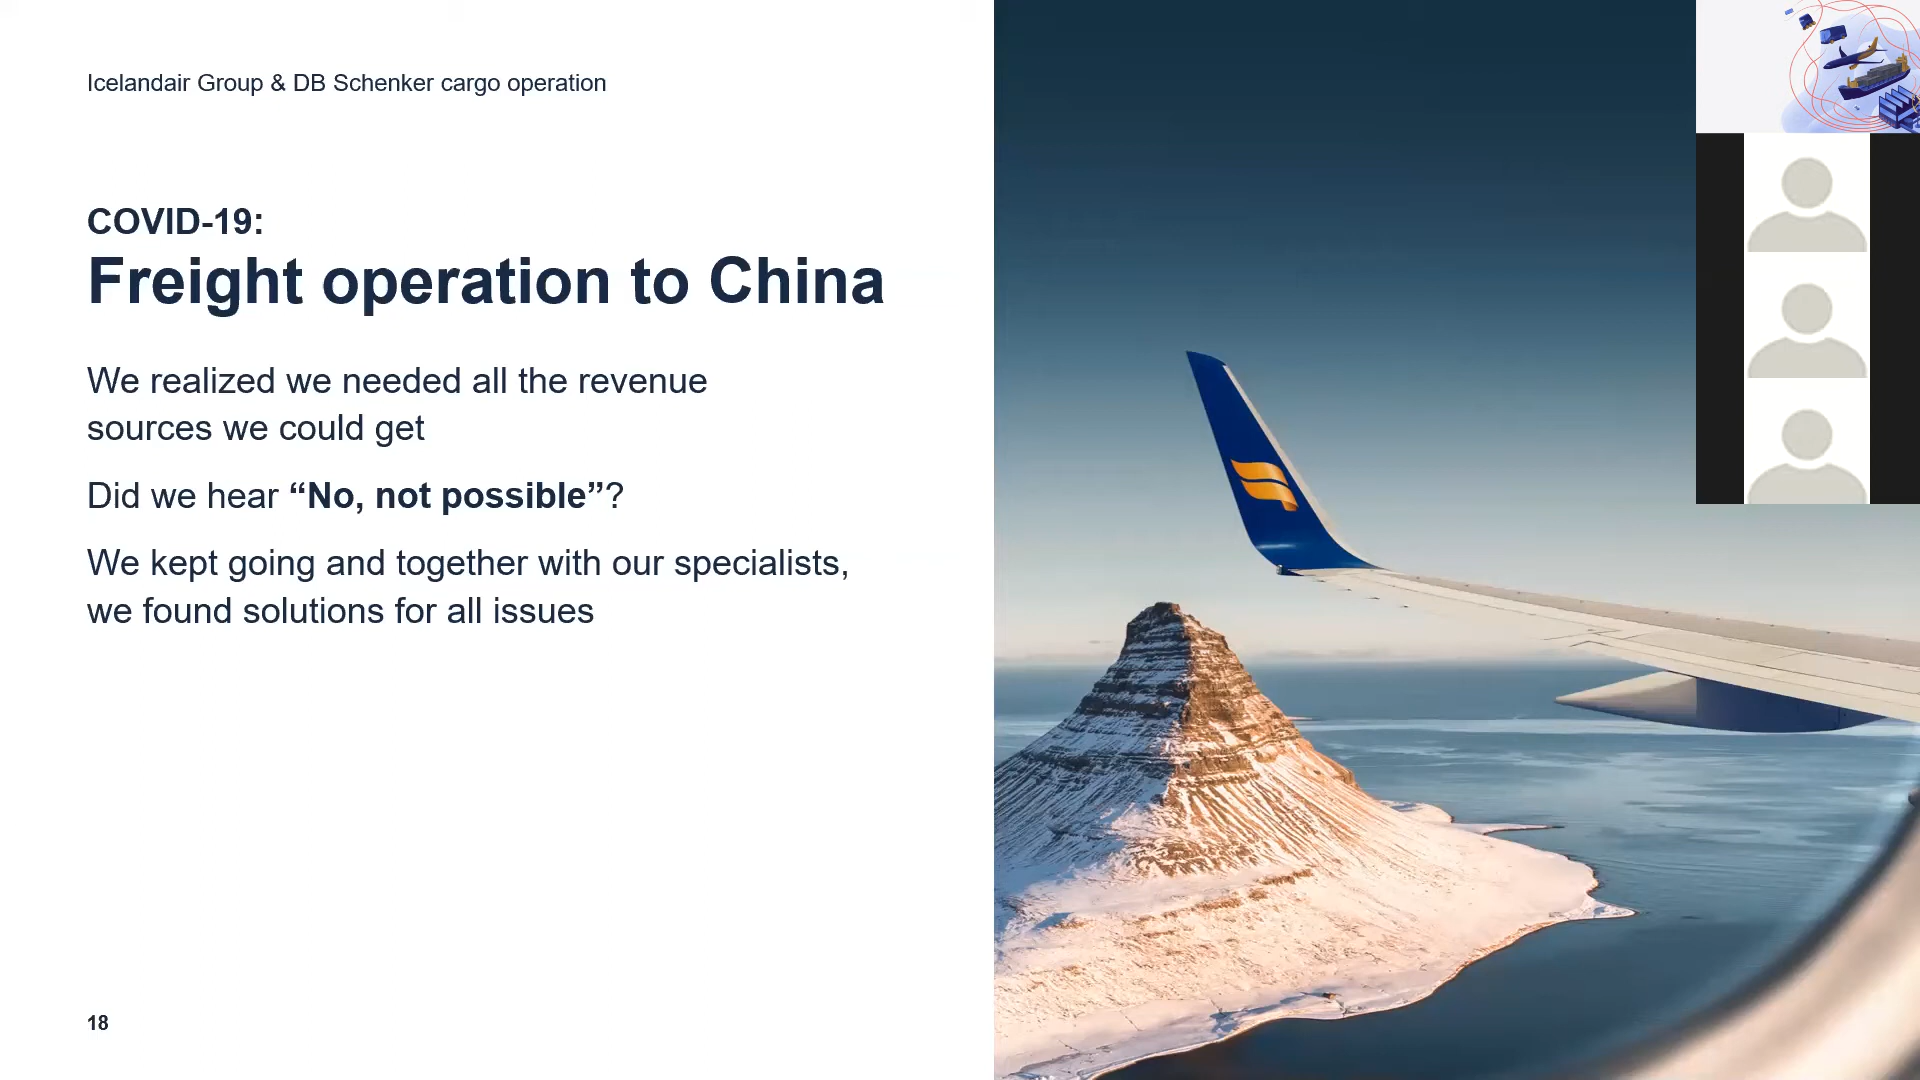 Icelandair Group & DB Schenker cargo operation
COVID-19:
Freight operation to China
We realized we needed all the revenue
sources we could get
Did we hear “No, not possible”?
We kept going and together with our specialists,
we found solutions for all issues
18